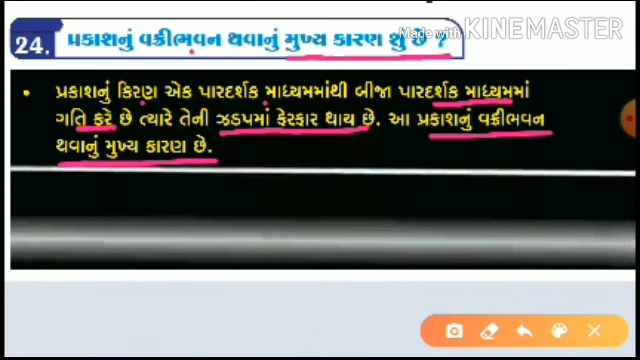 Made with KINEMASTER
24. પ્રકાશનું વક્રીભવન થવાનું મુખ્ય કારણ શું છે ?
• પ્રકાશનું કિરણ એક પારદર્શક માધ્યમમાંથી બીજા પારદર્શક માધ્યમમાં
ગતિ કરે છે ત્યારે તેની ઝડપમાં ફેરફાર થાય છે. આ પ્રકાશનું વક્રીભવન
થવાનું મુખ્ય કારણ છે.